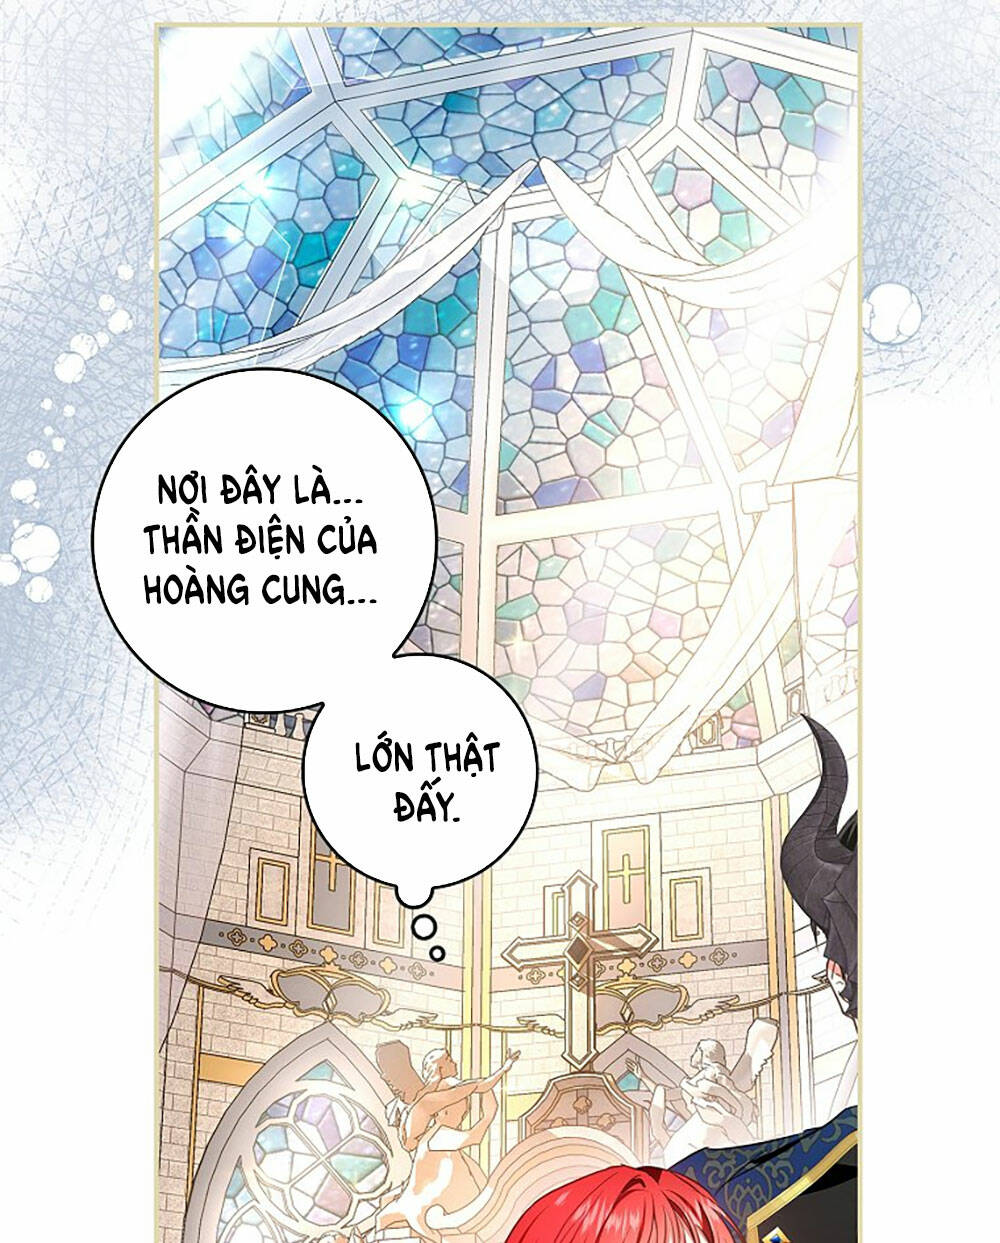 NƠI ĐÂY LÀ...
THẦN ĐIỆN CỦA
HOÀNG CUNG...
LỚN THẬT
ĐẤY.